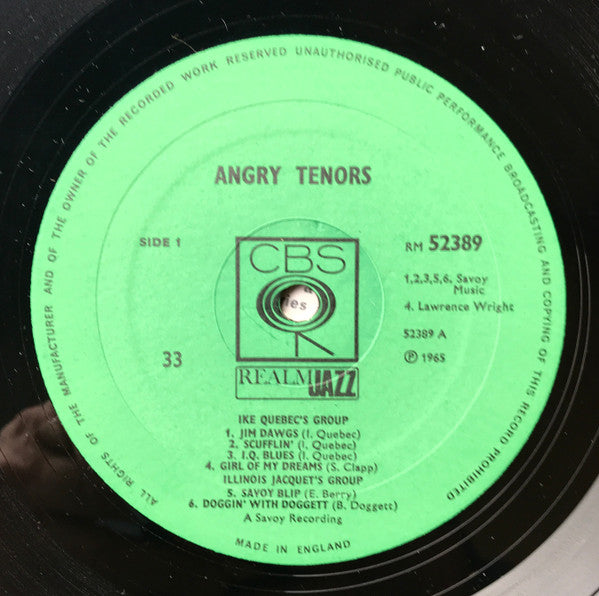 ALL RIGHTS OF THE MANUFACTURER AND OF THE OWNER OF THE RECORDED WORK RESERVED UNAUTHORISED PUBLIC PERFORMANCE BROADCASTING AND COPYING OF THIS RECORD PROHIBITED
ANGRY TENORS
SIDE 1
RM 52389
CBS
1,2,3,5,6. Savoy
Music
4. Lawrence Wright
ies
52389 A
33
℗ 1965
REALM JAZZ
IKE QUEBEC'S GROUP
1. JIM DAWGS (I. Quebec)
2. SCUFFLIN' (I. Quebec)
3. I.Q. BLUES (I. Quebec)
4. GIRL OF MY DREAMS (S. Clapp)
ILLINOIS JACQUET'S GROUP
5. SAVOY BLIP (E. Berry)
6. DOGGIN' WITH DOGGETT (B. Doggett)
A Savoy Recording
MADE IN ENGLAND